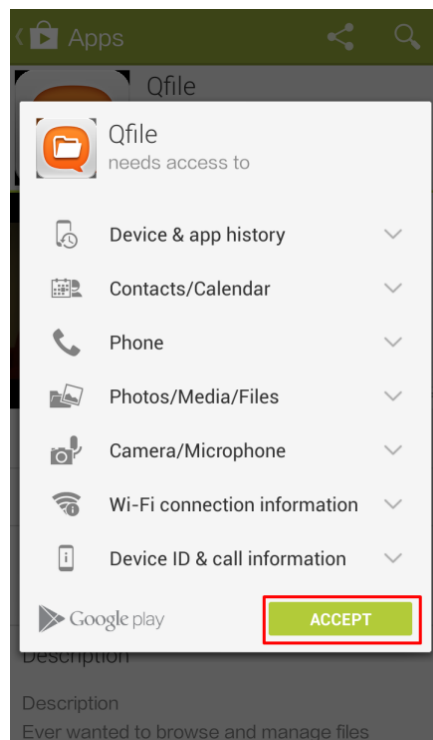 Apps
Qfile
Qfile
needs access to
Device & app history
Contacts/Calendar
Phone
Photos/Media/Files
Camera/Microphone
Wi-Fi connection information
Device ID & call information
Google play
ACCEPT
Description
Description
Ever wanted to browse and manage files